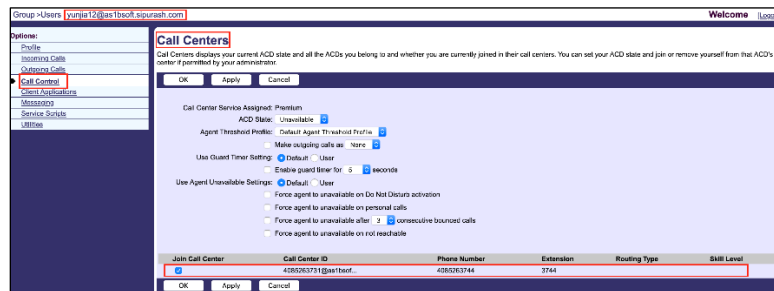 Group >Users yunjia12@as1bsoft.sipurash.com
Welcome [Logo
Options:
Profile
Incoming Calls
Outgoing Calls
Call Control
Client Applications
Messaging
Service Scripts
Utilities
Call Centers
Call Centers displays your current ACD state and all the ACDs you belong to and whether you are currently joined in their call centers. You can set your ACD state and join or remove yourself from that ACD's
center if permitted by your administrator.
OK Apply Cancel
Call Center Service Assigned: Premium
ACD State: Unavailable
Agent Threshold Profile: Default Agent Threshold Profile
Make outgoing calls as None
Use Guard Timer Setting: Default User
Enable guard timer for 5 seconds
Use Agent Unavailable Settings: Default User
Force agent to unavailable on Do Not Disturb activation
Force agent to unavailable on personal calls
Force agent to unavailable after 3 consecutive bounced calls
Force agent to unavailable on not reachable
Join Call Center Call Center ID Phone Number Extension Routing Type Skill Level
4085263731@as1bsof... 4085263744 3744
OK Apply Cancel